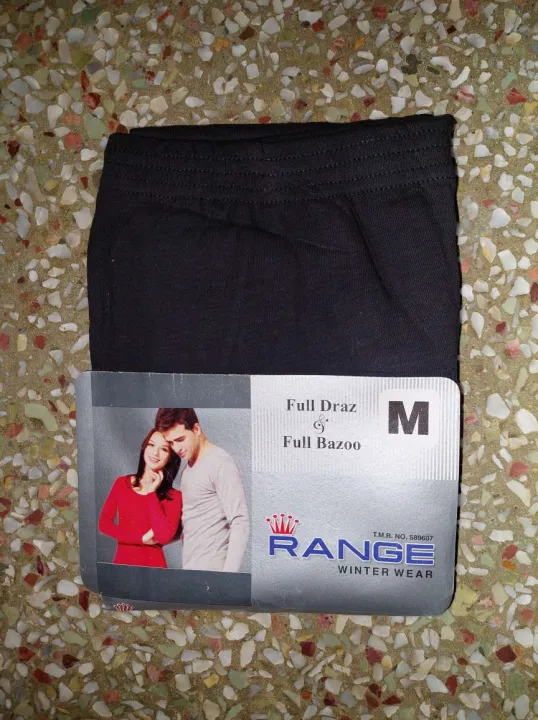 Full Draz
&
Full Bazoo
M
T.M.R. NO. 589607
RANGE
WINTER WEAR